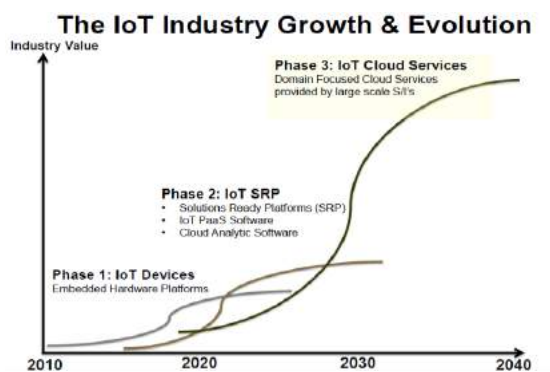 The IoT Industry Growth & Evolution
Industry Value
Phase 3: IoT Cloud Services
Domain Focused Cloud Services
provided by large scale S/I's
Phase 2: IoT SRP
• Solutions Ready Platforms (SRP)
• IoT PaaS Software
• Cloud Analytic Software
Phase 1: IoT Devices
Embedded Hardware Platforms
2010 2020 2030 2040